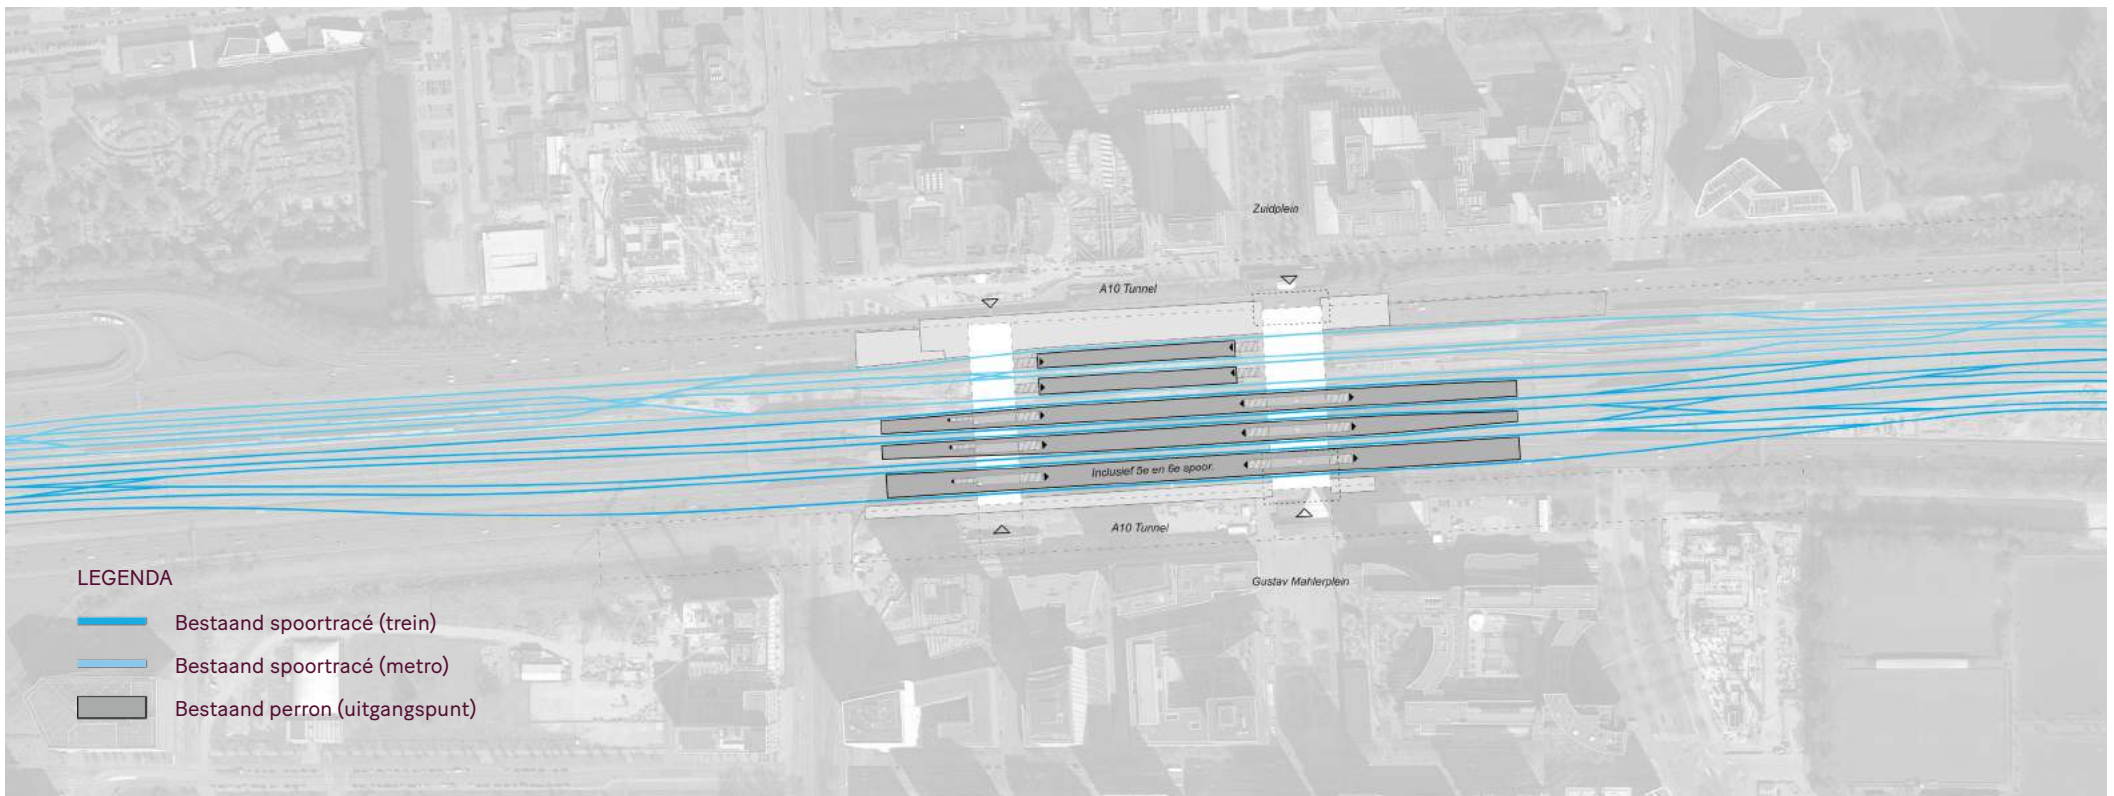 Zuidplein
A10 Tunnel
Inclusief 5e en 6e spoor.
A10 Tunnel
Gustav Mahlerplein
LEGENDA
Bestaand spoortracé (trein)
Bestaand spoortracé (metro)
Bestaand perron (uitgangspunt)